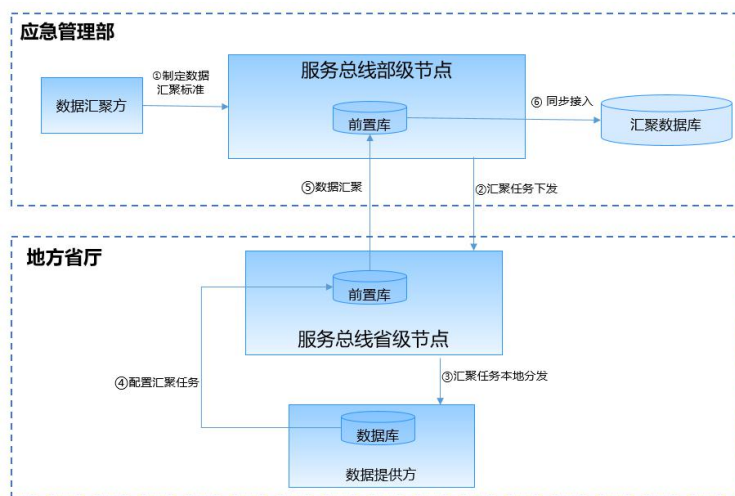 应急管理部
数据汇聚方
①制定数据
汇聚标准
服务总线部级节点
前置库
⑥ 同步接入
汇聚数据库
⑤数据汇聚
②汇聚任务下发
地方省厅
前置库
服务总线省级节点
④配置汇聚任务
③汇聚任务本地分发
数据库
数据提供方